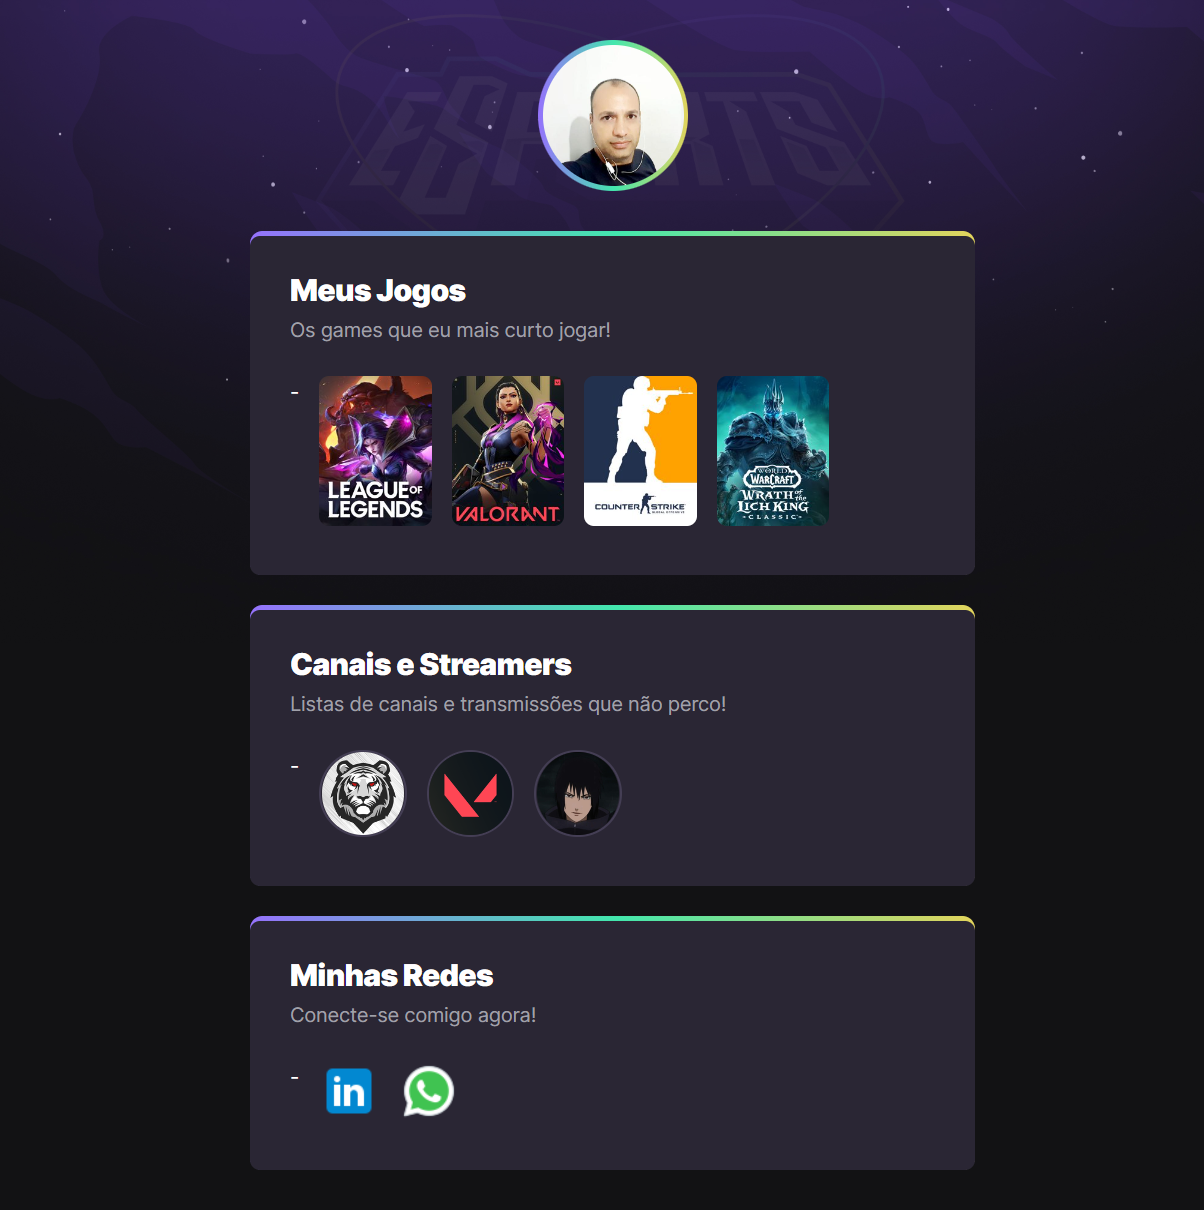 ESPORTS
Meus Jogos
Os games que eu mais curto jogar!
-
LEAGUE OF
LEGENDS
VALORANT
COUNTER STRIKE
GLOBAL OFFENSIVE
WORLD
WARCRAFT
WRATH of the
LICH KING
-CLASSIC-
Canais e Streamers
Listas de canais e transmissões que não perco!
-
Minhas Redes
Conecte-se comigo agora!
-
in